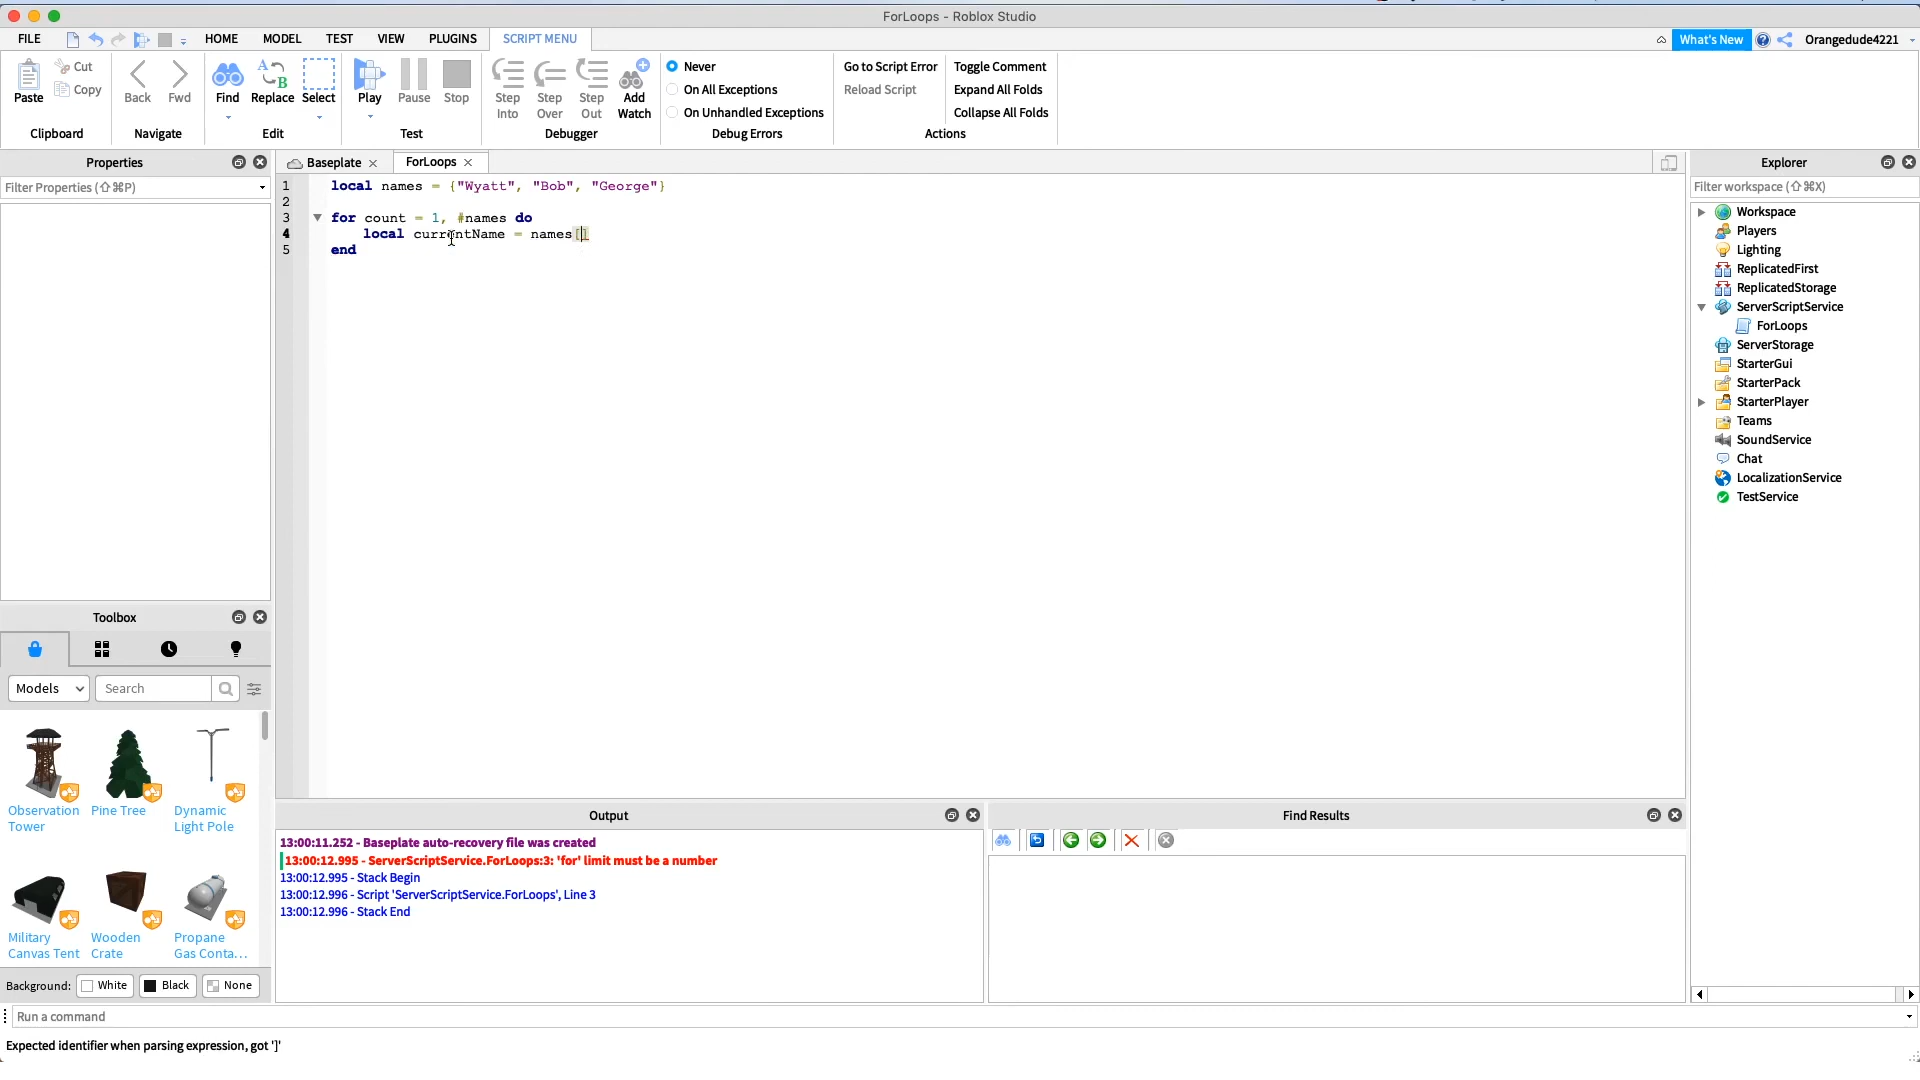 ForLoops - Roblox Studio
FILE HOME MODEL TEST VIEW PLUGINS SCRIPT MENU What's New Orangedude4221
Paste Cut Copy Back Fwd Find Replace Select Play Pause Stop Step Into Step Over Step Out Add Watch
Never
On All Exceptions
On Unhandled Exceptions
Go to Script Error
Reload Script
Toggle Comment
Expand All Folds
Collapse All Folds
Clipboard Navigate Edit Test Debugger Debug Errors Actions
Properties
Filter Properties (⇧⌘P)
Baseplate ForLoops
1 local names = {"Wyatt", "Bob", "George"}
2
3 for count = 1, #names do
4 local currentName = names[]
5 end
Explorer
Filter workspace (⇧⌘X)
Workspace
Players
Lighting
ReplicatedFirst
ReplicatedStorage
ServerScriptService
ForLoops
ServerStorage
StarterGui
StarterPack
StarterPlayer
Teams
SoundService
Chat
LocalizationService
TestService
Toolbox
Models Search
Observation Tower
Pine Tree
Dynamic Light Pole
Military Canvas Tent
Wooden Crate
Propane Gas Conta...
Background: White Black None
Output
13:00:11.252 - Baseplate auto-recovery file was created
13:00:12.995 - ServerScriptService.ForLoops:3: 'for' limit must be a number
13:00:12.995 - Stack Begin
13:00:12.996 - Script 'ServerScriptService.ForLoops', Line 3
13:00:12.996 - Stack End
Find Results
Run a command
Expected identifier when parsing expression, got ']'